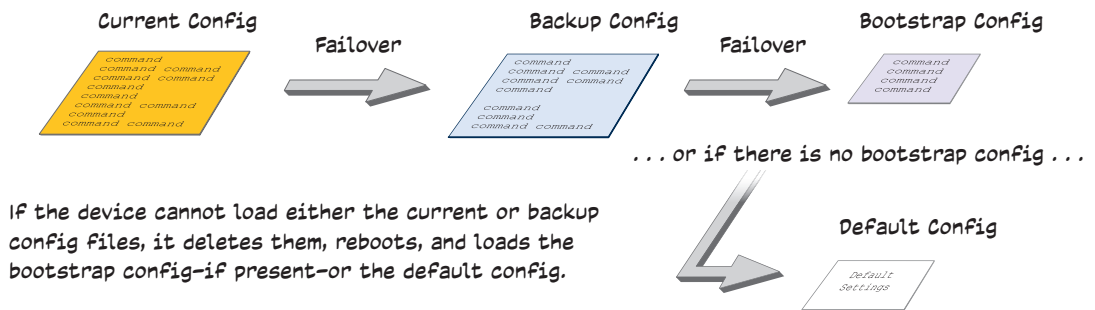 Current Config
Backup Config
Bootstrap Config
Failover
Failover
command
command command
command command
command
command
command command
command
command command
command
command command
command command
command
command
command
command command
command
command
command
command
. . . or if there is no bootstrap config . . .
If the device cannot load either the current or backup
config files, it deletes them, reboots, and loads the
bootstrap config–if present–or the default config.
Default Config
Default
Settings